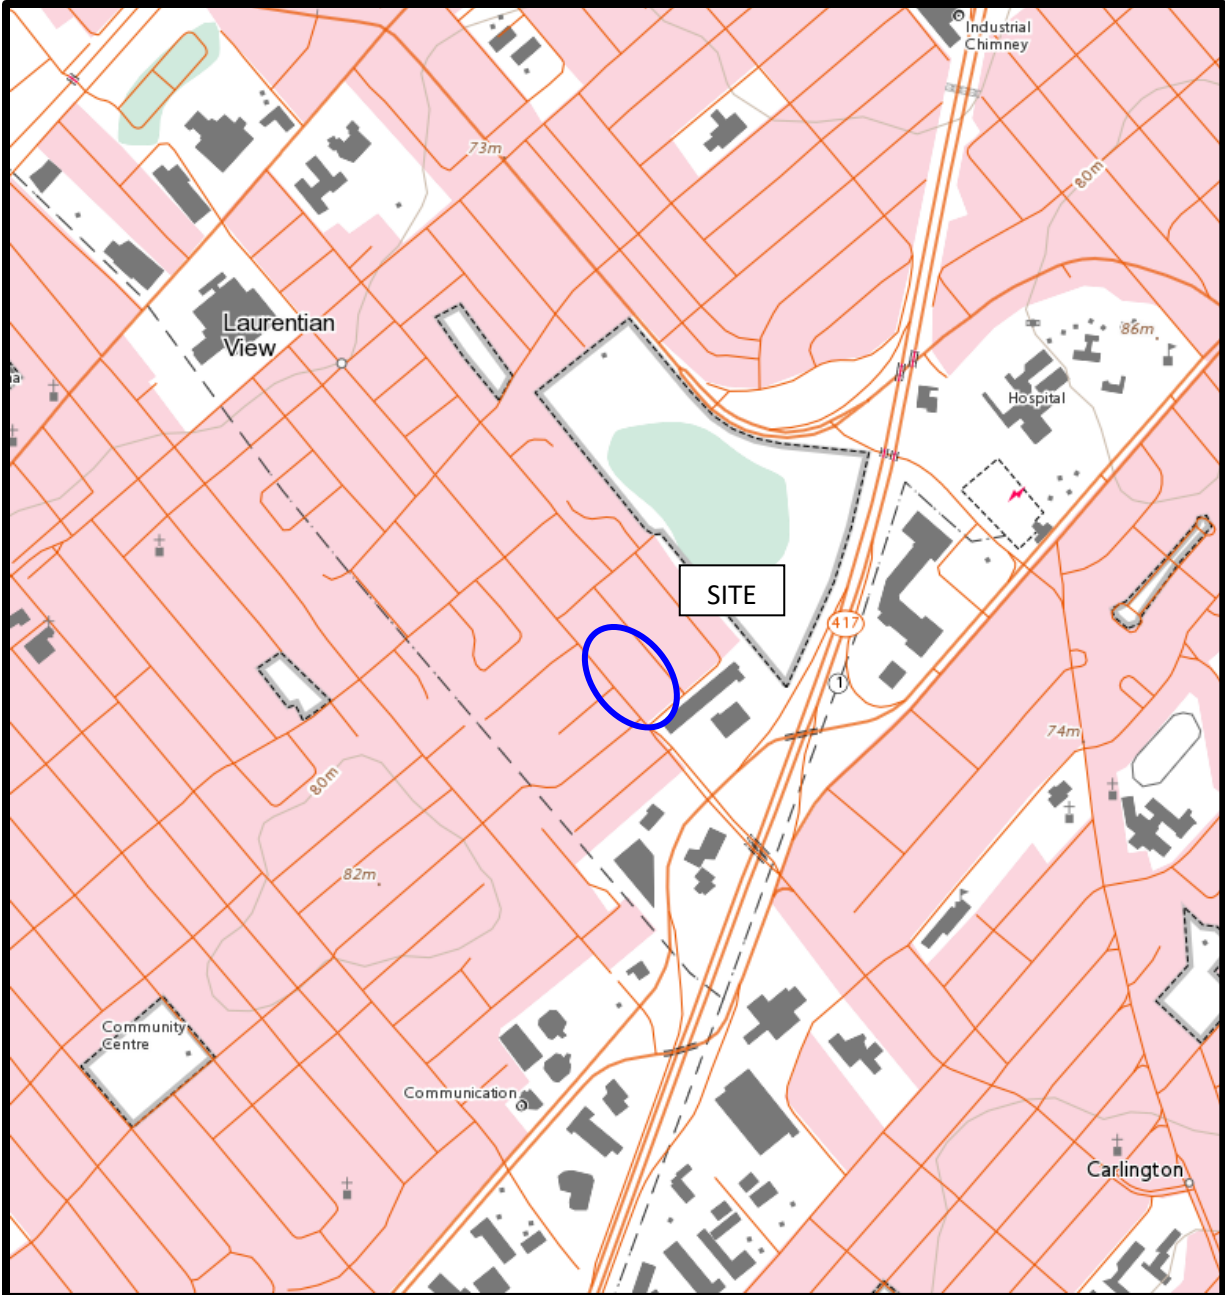 Industrial
Chimney
73m
80m
Laurentian
View
86m
Hospital
SITE
417
1
74m
80m
82m
Community
Centre
Communication
Carlington